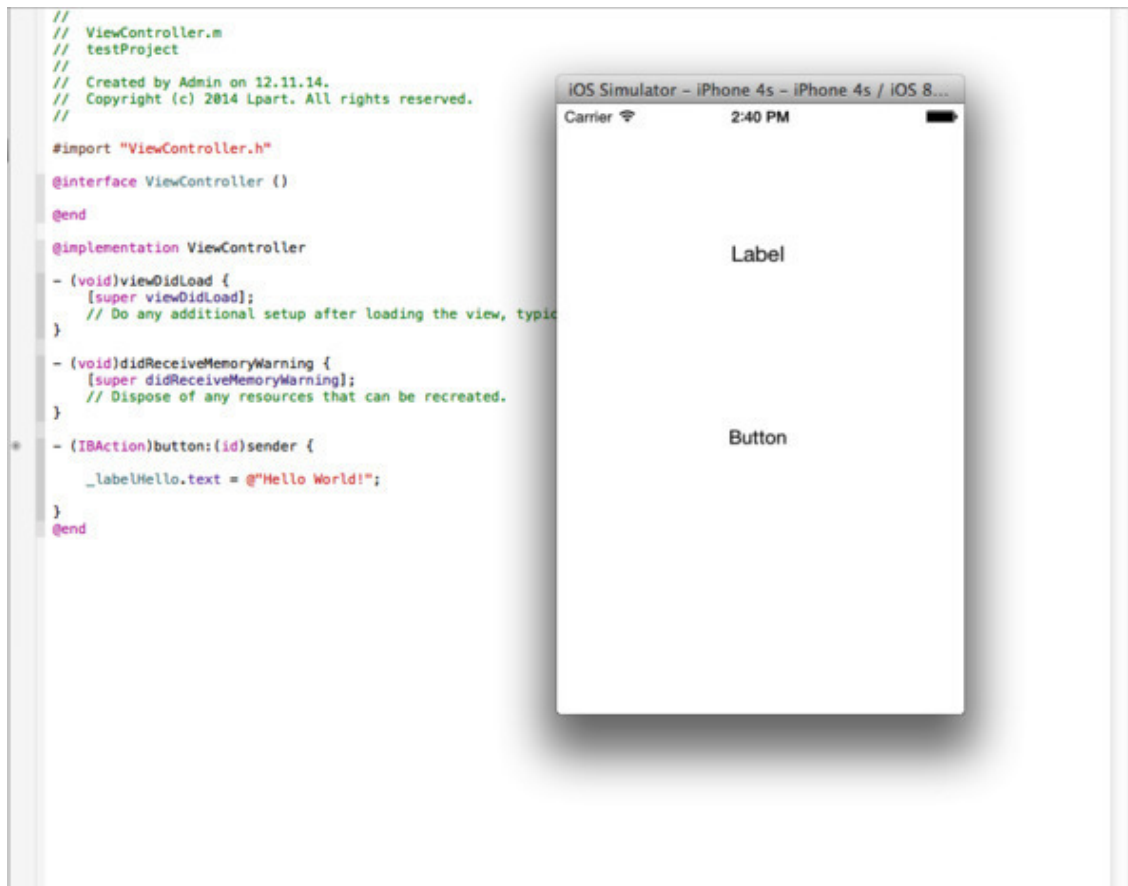 //
//  ViewController.m
//  testProject
//
//  Created by Admin on 12.11.14.
//  Copyright (c) 2014 Lpart. All rights reserved.
//
#import "ViewController.h"
@interface ViewController ()
@end
@implementation ViewController
- (void)viewDidLoad {
    [super viewDidLoad];
    // Do any additional setup after loading the view, typic
}
- (void)didReceiveMemoryWarning {
    [super didReceiveMemoryWarning];
    // Dispose of any resources that can be recreated.
}
- (IBAction)button:(id)sender {
    _labelHello.text = @"Hello World!";
}
@end
iOS Simulator – iPhone 4s – iPhone 4s / iOS 8...
Carrier 2:40 PM
Label
Button